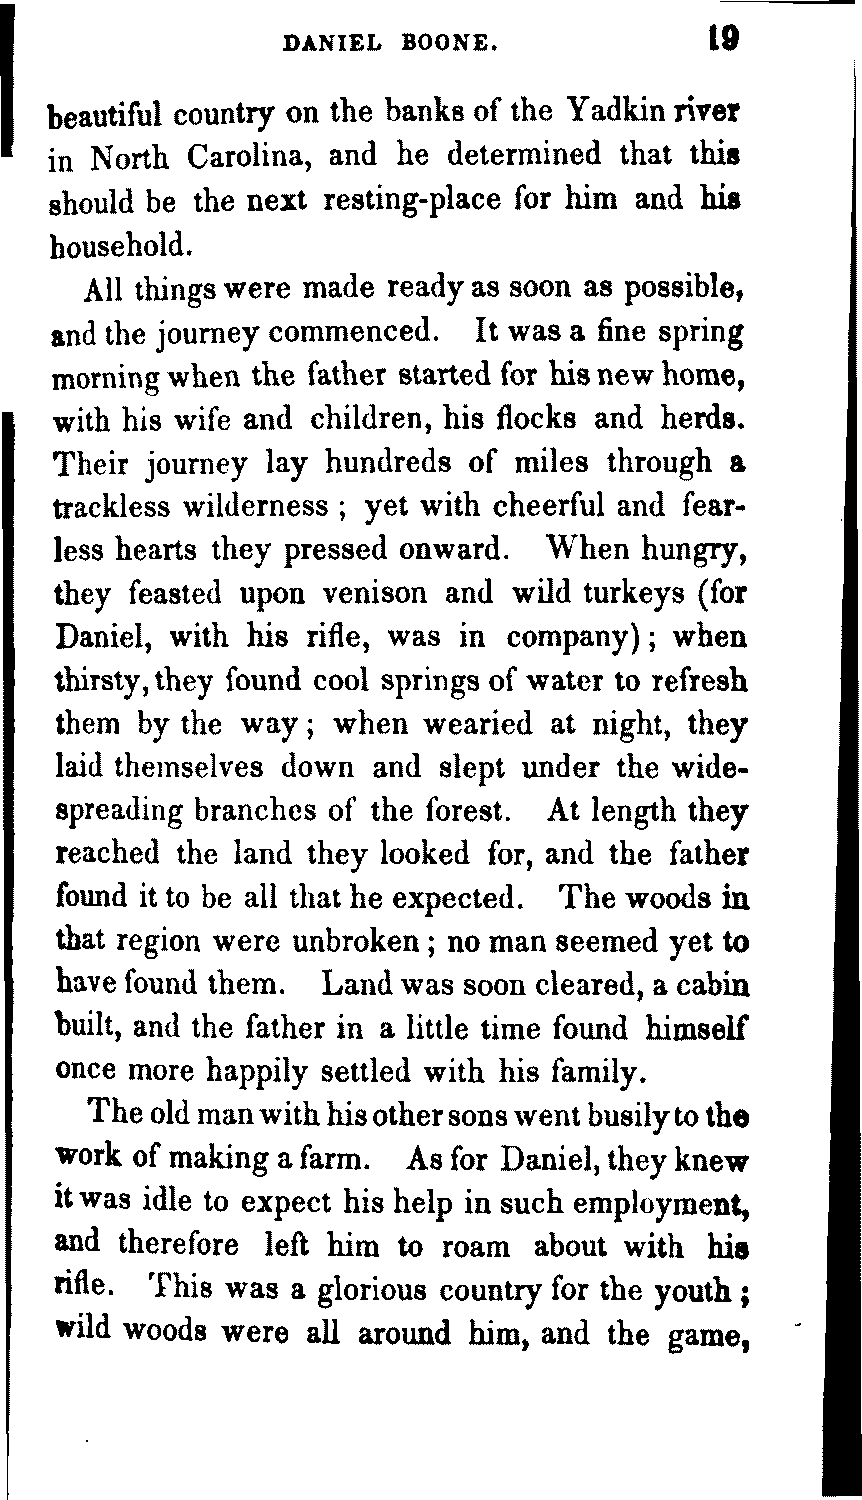 DANIEL BOONE. 19
beautiful country on the banks of the Yadkin river
in North Carolina, and he determined that this
should be the next resting-place for him and his
household.
All things were made ready as soon as possible,
and the journey commenced. It was a fine spring
morning when the father started for his new home,
with his wife and children, his flocks and herds.
Their journey lay hundreds of miles through a
trackless wilderness ; yet with cheerful and fear-
less hearts they pressed onward. When hungry,
they feasted upon venison and wild turkeys (for
Daniel, with his rifle, was in company) ; when
thirsty, they found cool springs of water to refresh
them by the way ; when wearied at night, they
laid themselves down and slept under the wide-
spreading branches of the forest. At length they
reached the land they looked for, and the father
found it to be all that he expected. The woods in
that region were unbroken ; no man seemed yet to
have found them. Land was soon cleared, a cabin
built, and the father in a little time found himself
once more happily settled with his family.
The old man with his other sons went busily to the
work of making a farm. As for Daniel, they knew
it was idle to expect his help in such employment,
and therefore left him to roam about with his
rifle. This was a glorious country for the youth ;
wild woods were all around him, and the game,